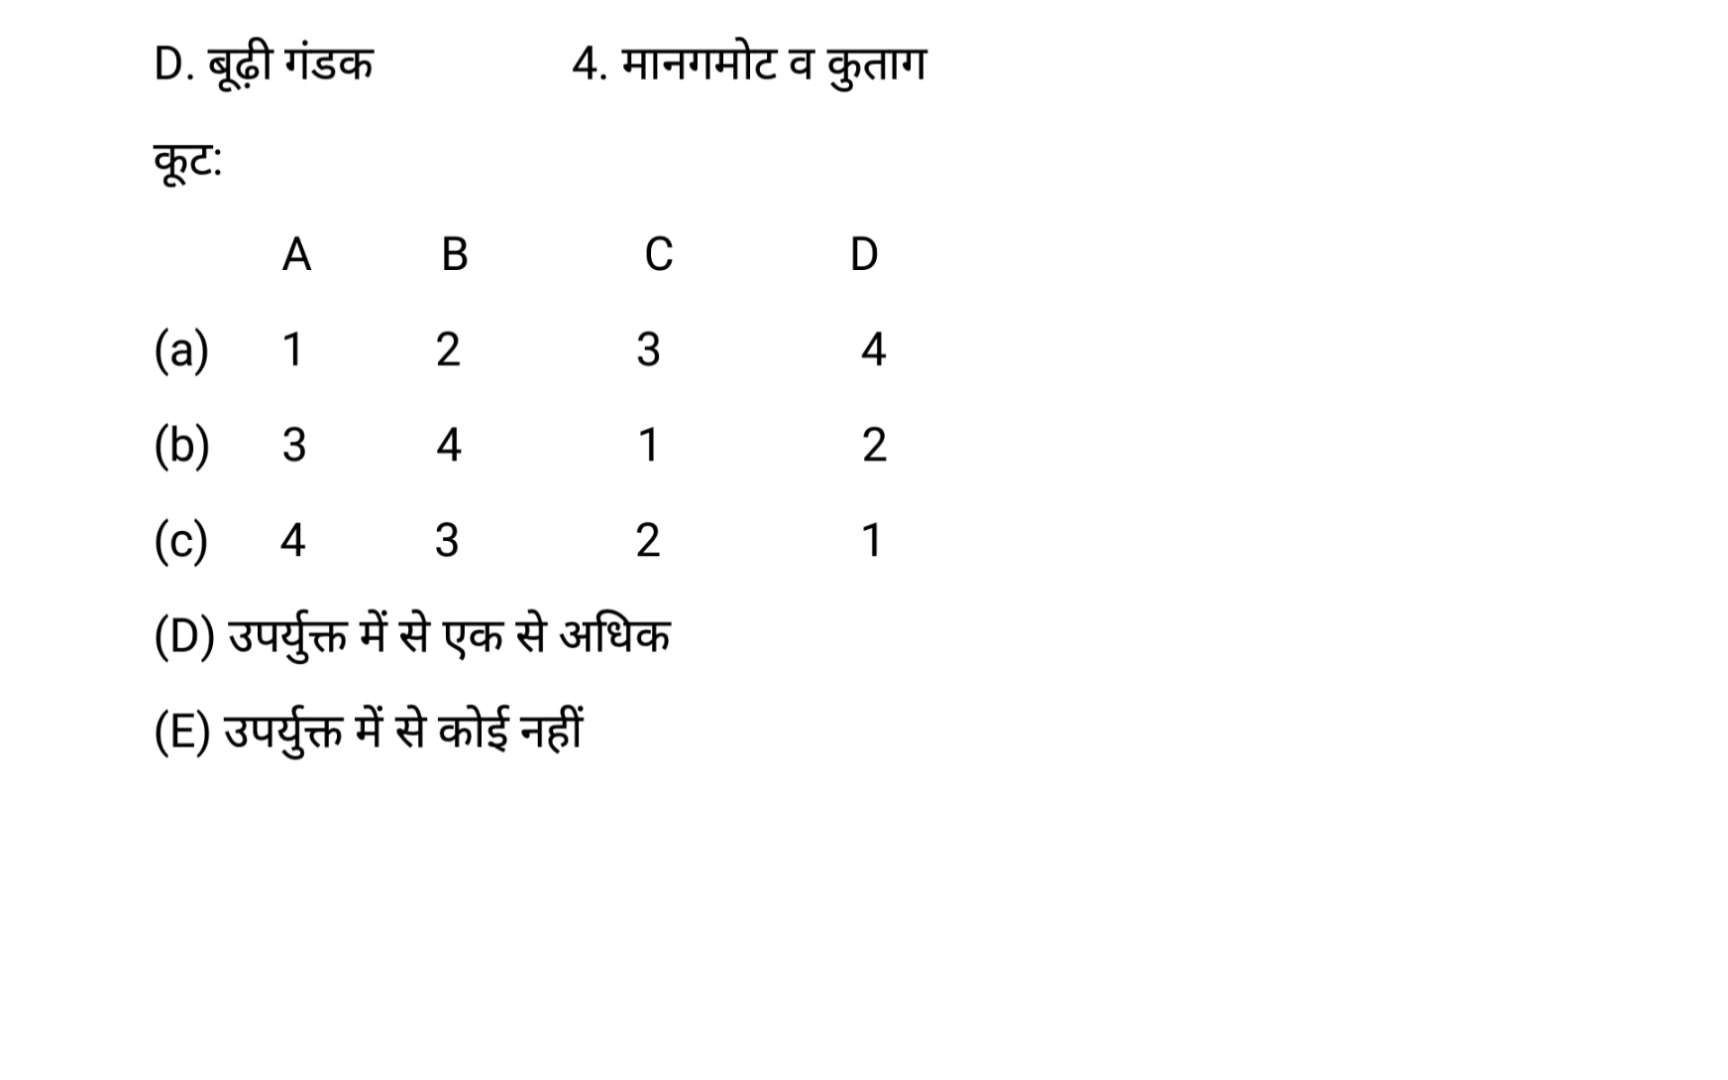 D. बूढ़ी गंडक 4. मानगमोट व कुताग
कूट:
A B C D
(a) 1 2 3 4
(b) 3 4 1 2
(c) 4 3 2 1
(D) उपर्युक्त में से एक से अधिक
(E) उपर्युक्त में से कोई नहीं